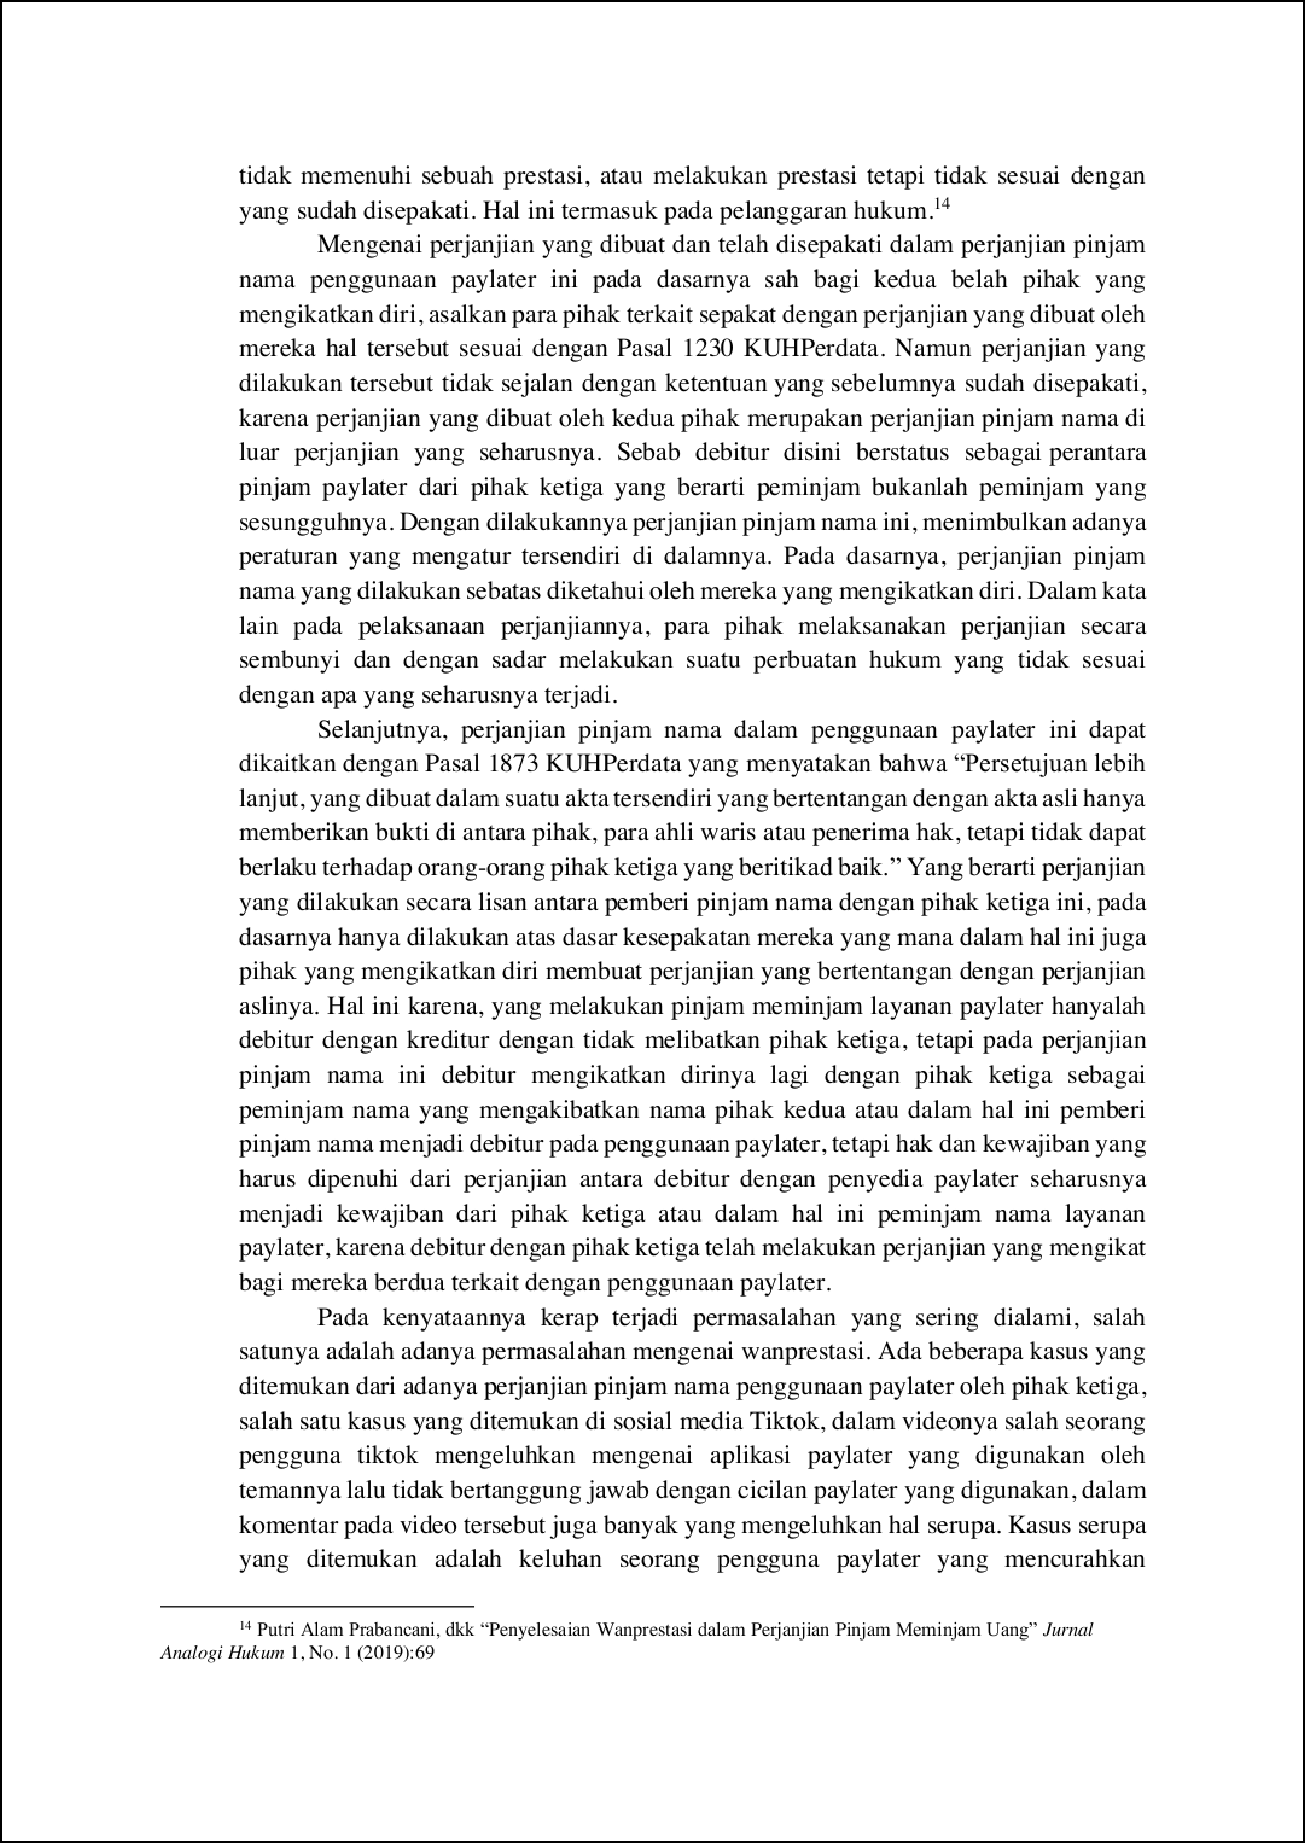 tidak memenuhi sebuah prestasi, atau melakukan prestasi tetapi tidak sesuai dengan
yang sudah disepakati. Hal ini termasuk pada pelanggaran hukum.14
Mengenai perjanjian yang dibuat dan telah disepakati dalam perjanjian pinjam
nama penggunaan paylater ini pada dasarnya sah bagi kedua belah pihak yang
mengikatkan diri, asalkan para pihak terkait sepakat dengan perjanjian yang dibuat oleh
mereka hal tersebut sesuai dengan Pasal 1230 KUHPerdata. Namun perjanjian yang
dilakukan tersebut tidak sejalan dengan ketentuan yang sebelumnya sudah disepakati,
karena perjanjian yang dibuat oleh kedua pihak merupakan perjanjian pinjam nama di
luar perjanjian yang seharusnya. Sebab debitur disini berstatus sebagai perantara
pinjam paylater dari pihak ketiga yang berarti peminjam bukanlah peminjam yang
sesungguhnya. Dengan dilakukannya perjanjian pinjam nama ini, menimbulkan adanya
peraturan yang mengatur tersendiri di dalamnya. Pada dasarnya, perjanjian pinjam
nama yang dilakukan sebatas diketahui oleh mereka yang mengikatkan diri. Dalam kata
lain pada pelaksanaan perjanjiannya, para pihak melaksanakan perjanjian secara
sembunyi dan dengan sadar melakukan suatu perbuatan hukum yang tidak sesuai
dengan apa yang seharusnya terjadi.
Selanjutnya, perjanjian pinjam nama dalam penggunaan paylater ini dapat
dikaitkan dengan Pasal 1873 KUHPerdata yang menyatakan bahwa “Persetujuan lebih
lanjut, yang dibuat dalam suatu akta tersendiri yang bertentangan dengan akta asli hanya
memberikan bukti di antara pihak, para ahli waris atau penerima hak, tetapi tidak dapat
berlaku terhadap orang-orang pihak ketiga yang beritikad baik.” Yang berarti perjanjian
yang dilakukan secara lisan antara pemberi pinjam nama dengan pihak ketiga ini, pada
dasarnya hanya dilakukan atas dasar kesepakatan mereka yang mana dalam hal ini juga
pihak yang mengikatkan diri membuat perjanjian yang bertentangan dengan perjanjian
aslinya. Hal ini karena, yang melakukan pinjam meminjam layanan paylater hanyalah
debitur dengan kreditur dengan tidak melibatkan pihak ketiga, tetapi pada perjanjian
pinjam nama ini debitur mengikatkan dirinya lagi dengan pihak ketiga sebagai
peminjam nama yang mengakibatkan nama pihak kedua atau dalam hal ini pemberi
pinjam nama menjadi debitur pada penggunaan paylater, tetapi hak dan kewajiban yang
harus dipenuhi dari perjanjian antara debitur dengan penyedia paylater seharusnya
menjadi kewajiban dari pihak ketiga atau dalam hal ini peminjam nama layanan
paylater, karena debitur dengan pihak ketiga telah melakukan perjanjian yang mengikat
bagi mereka berdua terkait dengan penggunaan paylater.
Pada kenyataannya kerap terjadi permasalahan yang sering dialami, salah
satunya adalah adanya permasalahan mengenai wanprestasi. Ada beberapa kasus yang
ditemukan dari adanya perjanjian pinjam nama penggunaan paylater oleh pihak ketiga,
salah satu kasus yang ditemukan di sosial media Tiktok, dalam videonya salah seorang
pengguna tiktok mengeluhkan mengenai aplikasi paylater yang digunakan oleh
temannya lalu tidak bertanggung jawab dengan cicilan paylater yang digunakan, dalam
komentar pada video tersebut juga banyak yang mengeluhkan hal serupa. Kasus serupa
yang ditemukan adalah keluhan seorang pengguna paylater yang mencurahkan
14 Putri Alam Prabancani, dkk “Penyelesaian Wanprestasi dalam Perjanjian Pinjam Meminjam Uang” Jurnal
Analogi Hukum 1, No. 1 (2019):69